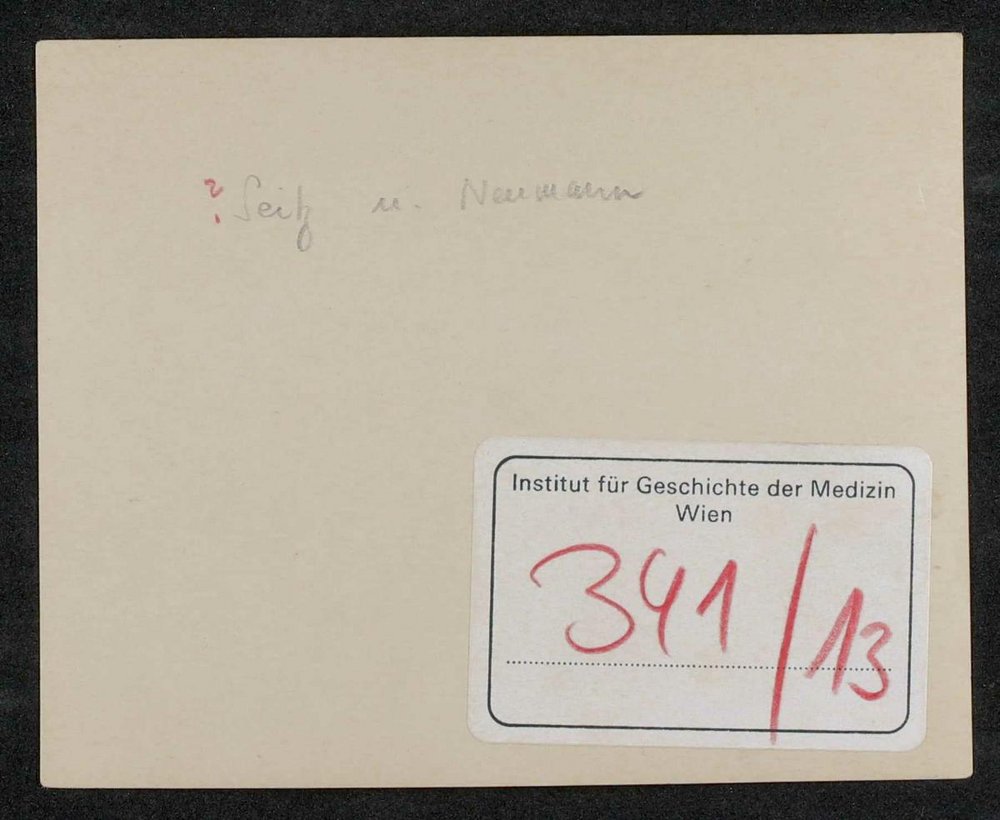 ? Seitz u. Neumann
Institut für Geschichte der Medizin
Wien
341/13